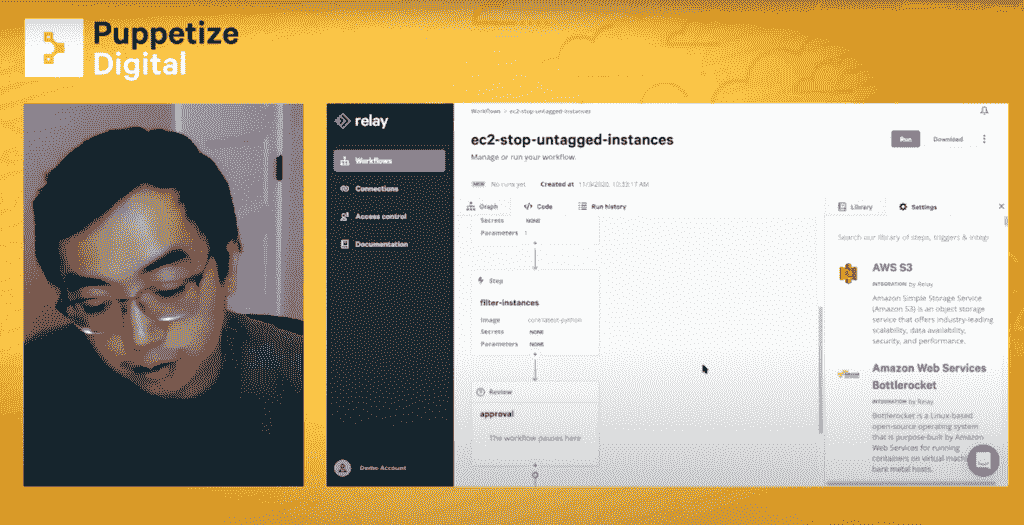 Puppetize
Digital
relay
Workflows
Connections
Access control
Documentation
Demo Account
Workflows > ec2-stop-untagged-instances
ec2-stop-untagged-instances
Manage or run your workflow.
Run
Download
NEW No runs yet Created at 11/9/2020, 10:33:17 AM
Graph
Code
Run history
Secrets NONE
Parameters 1
Step
filter-instances
Image core:latest-python
Secrets NONE
Parameters NONE
Review
approval
The workflow pauses here
Library
Settings
Search our library of steps, triggers & integr
AWS S3
INTEGRATION by Relay
Amazon Simple Storage Service
(Amazon S3) is an object storage
service that offers industry-leading
scalability, data availability,
security, and performance.
Amazon Web Services
Bottlerocket
INTEGRATION by Relay
Bottlerocket is a Linux-based
open-source operating system
that is purpose-built by Amazon
Web Services for running
containers on virtual mach
bare metal hosts.